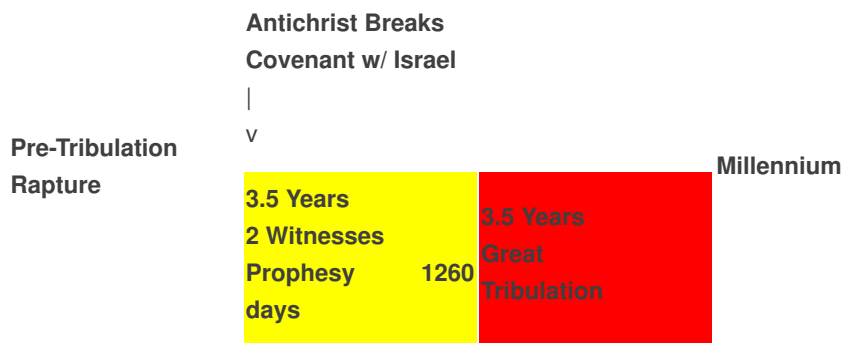 Antichrist Breaks
Covenant w/ Israel
|
v
Pre-Tribulation
Rapture
3.5 Years
2 Witnesses
Prophesy 1260
days
3.5 Years
Great
Tribulation
Millennium